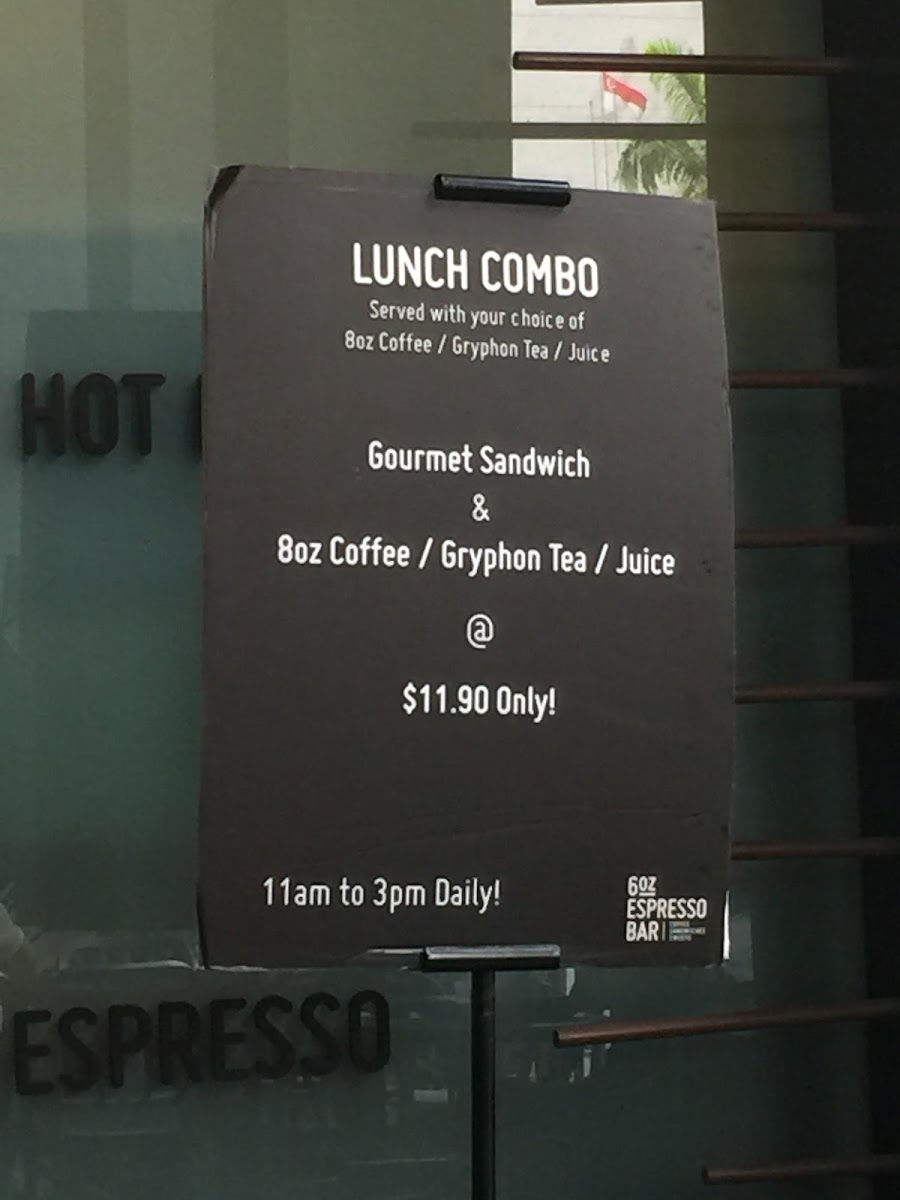 LUNCH COMBO
Served with your choice of
8oz Coffee / Gryphon Tea / Juice
Gourmet Sandwich
&
8oz Coffee / Gryphon Tea / Juice
@
$11.90 Only!
11am to 3pm Daily!
6OZ
ESPRESSO
BAR
HOT
ESPRESSO